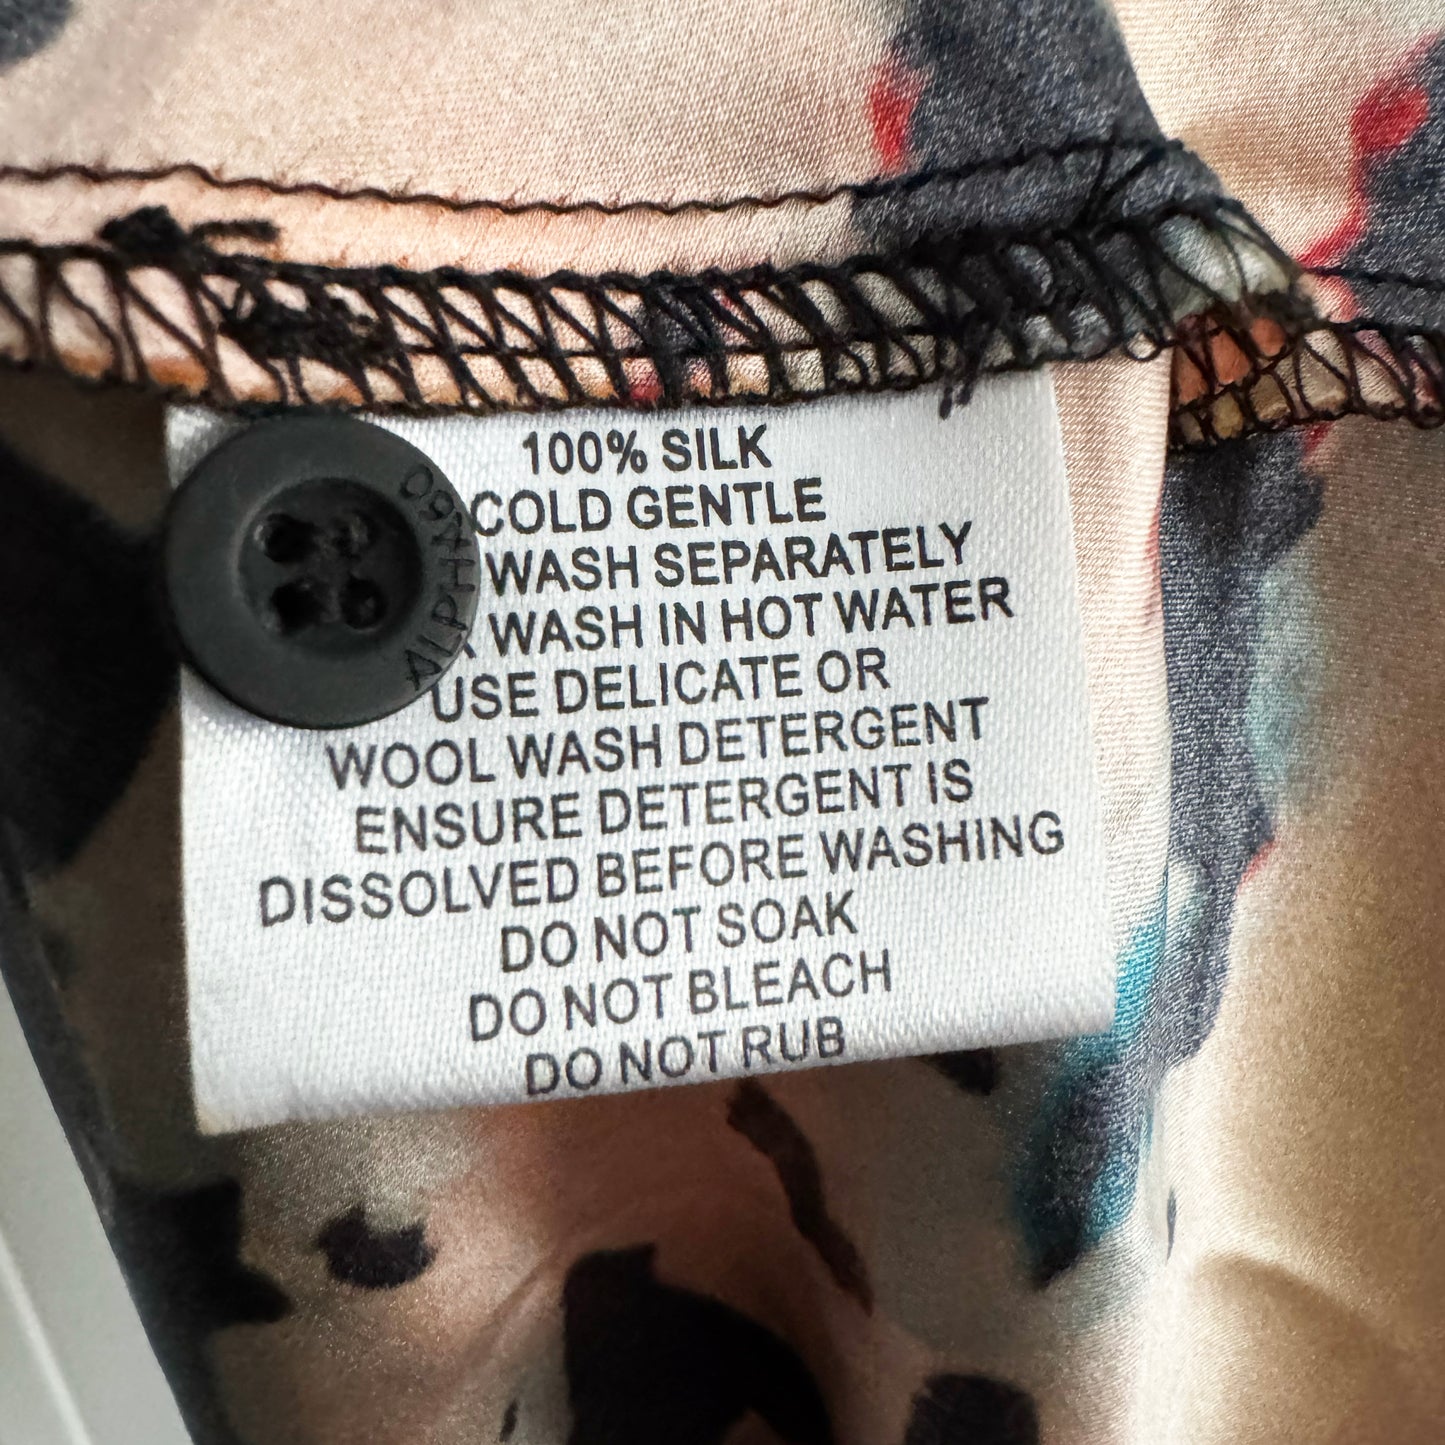 100% SILK
COLD GENTLE
WASH SEPARATELY
WASH IN HOT WATER
USE DELICATE OR
WOOL WASH DETERGENT
ENSURE DETERGENT IS
DISSOLVED BEFORE WASHING
DO NOT SOAK
DO NOT BLEACH
DO NOT RUB
ALPHA60